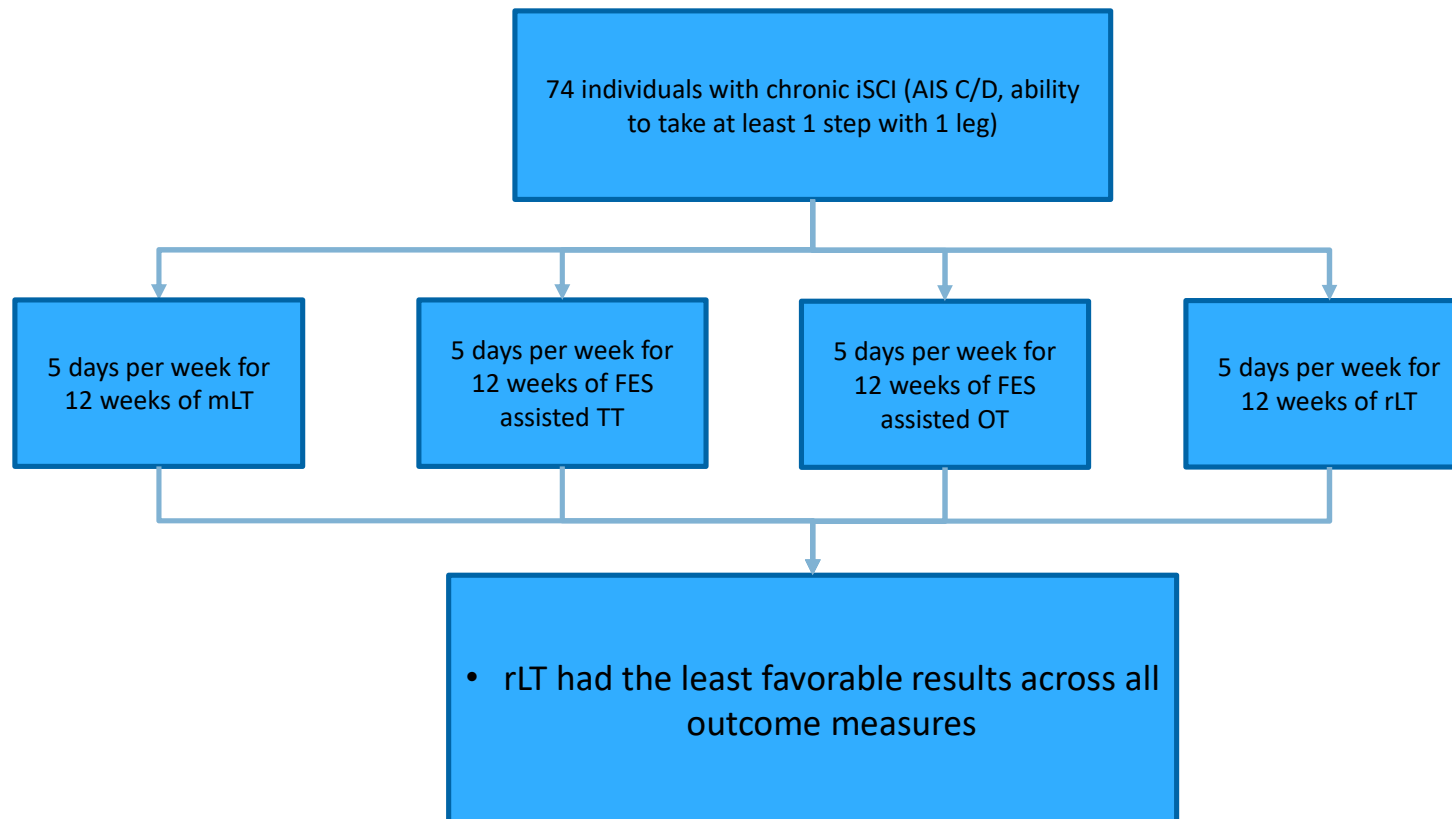 74 individuals with chronic iSCI (AIS C/D, ability
to take at least 1 step with 1 leg)
5 days per week for
12 weeks of mLT
5 days per week for
12 weeks of FES
assisted TT
5 days per week for
12 weeks of FES
assisted OT
5 days per week for
12 weeks of rLT
• rLT had the least favorable results across all
outcome measures